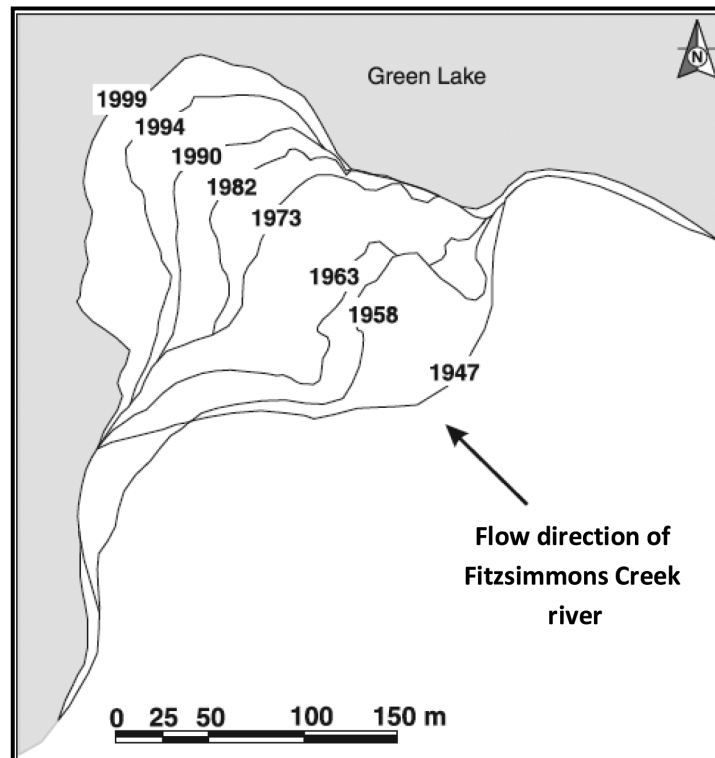 N
Green Lake
1999
1994
1990
1982
1973
1963
1958
1947
Flow direction of
Fitzsimmons Creek
river
0 25 50 100 150 m